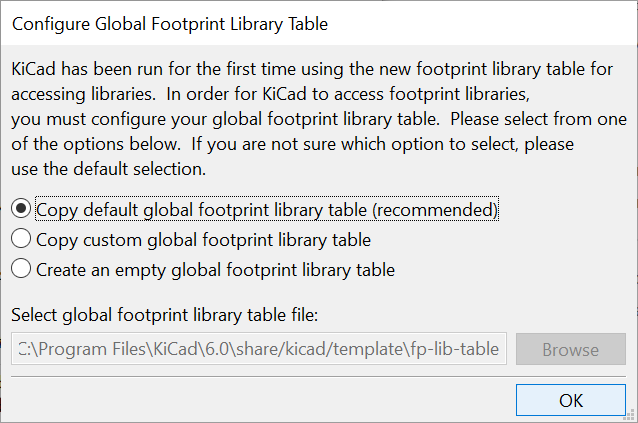 Configure Global Footprint Library Table
KiCad has been run for the first time using the new footprint library table for
accessing libraries.  In order for KiCad to access footprint libraries,
you must configure your global footprint library table.  Please select from one
of the options below.  If you are not sure which option to select, please
use the default selection.
Copy default global footprint library table (recommended)
Copy custom global footprint library table
Create an empty global footprint library table
Select global footprint library table file:
C:\Program Files\KiCad\6.0\share/kicad/template\fp-lib-table
Browse
OK